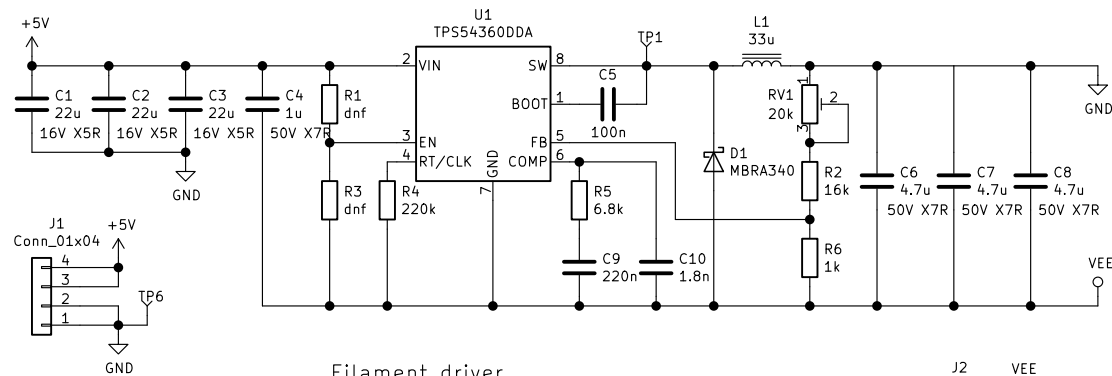 +5V
U1
TPS54360DDA
C1
22u
16V X5R
C2
22u
16V X5R
C3
22u
16V X5R
C4
1u
50V X7R
R1
dnf
R3
dnf
R4
220k
2
VIN
3
EN
4
RT/CLK
GND
7
SW
8
BOOT
1
FB
5
COMP
6
C5
100n
TP1
L1
33u
D1
MBRA340
RV1
20k
1
2
3
R2
16k
R6
1k
R5
6.8k
C9
220n
C10
1.8n
C6
4.7u
50V X7R
C7
4.7u
50V X7R
C8
4.7u
50V X7R
GND
VEE
GND
J1
Conn_01x04
+5V
4
3
2
1
TP6
GND
Filament driver
J2
VEE